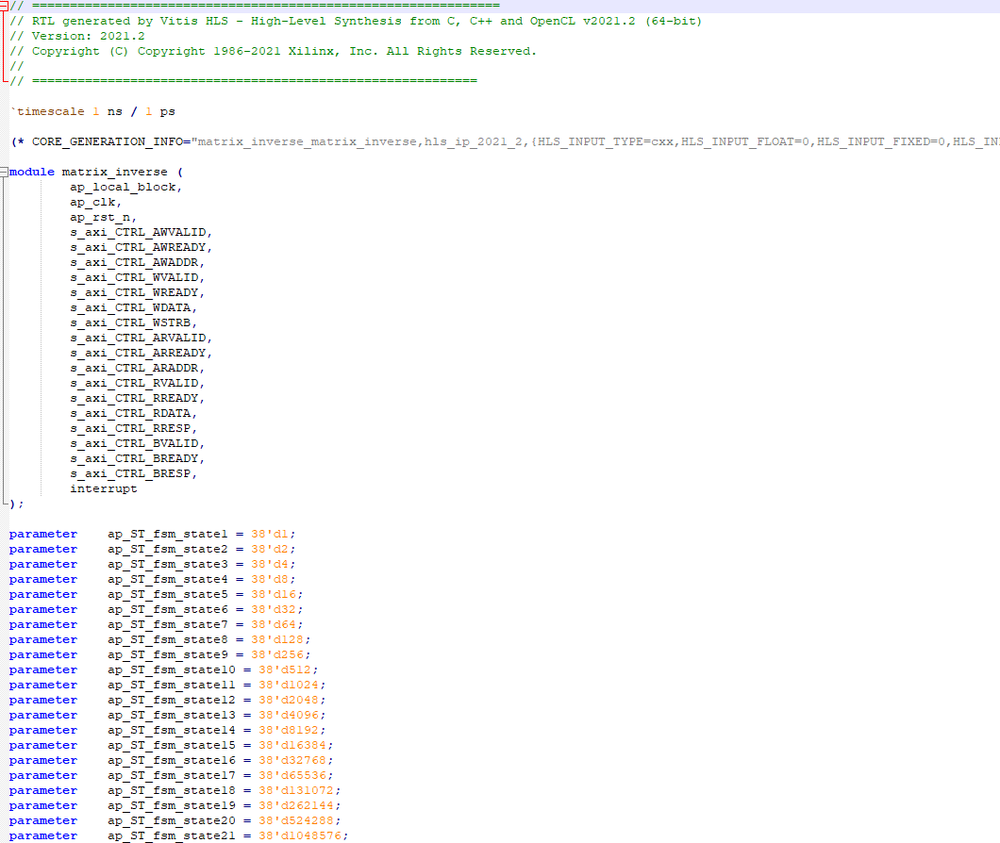 // ==============================================================
// RTL generated by Vitis HLS - High-Level Synthesis from C, C++ and OpenCL v2021.2 (64-bit)
// Version: 2021.2
// Copyright (C) Copyright 1986-2021 Xilinx, Inc. All Rights Reserved.
//
// ===========================================================
`timescale 1 ns / 1 ps
(* CORE_GENERATION_INFO="matrix_inverse_matrix_inverse,hls_ip_2021_2,{HLS_INPUT_TYPE=cxx,HLS_INPUT_FLOAT=0,HLS_INPUT_FIXED=0,HLS_IN
module matrix_inverse (
ap_local_block,
ap_clk,
ap_rst_n,
s_axi_CTRL_AWVALID,
s_axi_CTRL_AWREADY,
s_axi_CTRL_AWADDR,
s_axi_CTRL_WVALID,
s_axi_CTRL_WREADY,
s_axi_CTRL_WDATA,
s_axi_CTRL_WSTRB,
s_axi_CTRL_ARVALID,
s_axi_CTRL_ARREADY,
s_axi_CTRL_ARADDR,
s_axi_CTRL_RVALID,
s_axi_CTRL_RREADY,
s_axi_CTRL_RDATA,
s_axi_CTRL_RRESP,
s_axi_CTRL_BVALID,
s_axi_CTRL_BREADY,
s_axi_CTRL_BRESP,
interrupt
);
parameter ap_ST_fsm_state1 = 38'd1;
parameter ap_ST_fsm_state2 = 38'd2;
parameter ap_ST_fsm_state3 = 38'd4;
parameter ap_ST_fsm_state4 = 38'd8;
parameter ap_ST_fsm_state5 = 38'd16;
parameter ap_ST_fsm_state6 = 38'd32;
parameter ap_ST_fsm_state7 = 38'd64;
parameter ap_ST_fsm_state8 = 38'd128;
parameter ap_ST_fsm_state9 = 38'd256;
parameter ap_ST_fsm_state10 = 38'd512;
parameter ap_ST_fsm_state11 = 38'd1024;
parameter ap_ST_fsm_state12 = 38'd2048;
parameter ap_ST_fsm_state13 = 38'd4096;
parameter ap_ST_fsm_state14 = 38'd8192;
parameter ap_ST_fsm_state15 = 38'd16384;
parameter ap_ST_fsm_state16 = 38'd32768;
parameter ap_ST_fsm_state17 = 38'd65536;
parameter ap_ST_fsm_state18 = 38'd131072;
parameter ap_ST_fsm_state19 = 38'd262144;
parameter ap_ST_fsm_state20 = 38'd524288;
parameter ap_ST_fsm_state21 = 38'd1048576;